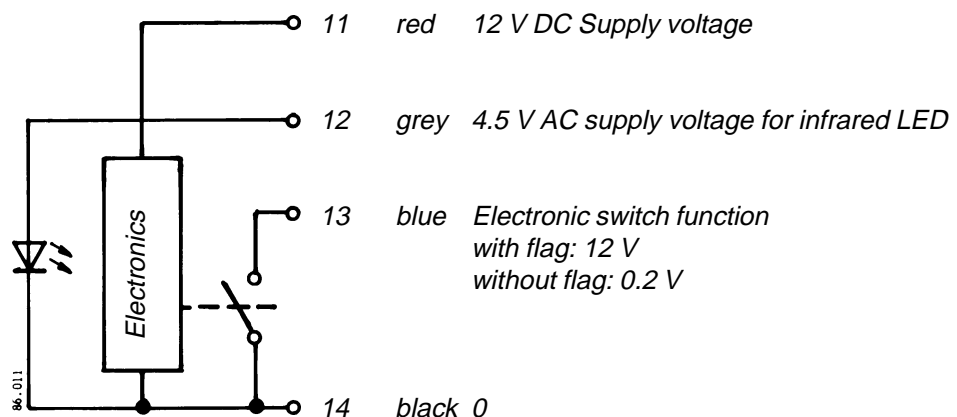 11 red 12 V DC Supply voltage
12 grey 4.5 V AC supply voltage for infrared LED
13 blue Electronic switch function
with flag: 12 V
without flag: 0.2 V
Electronics
86.011
14 black 0